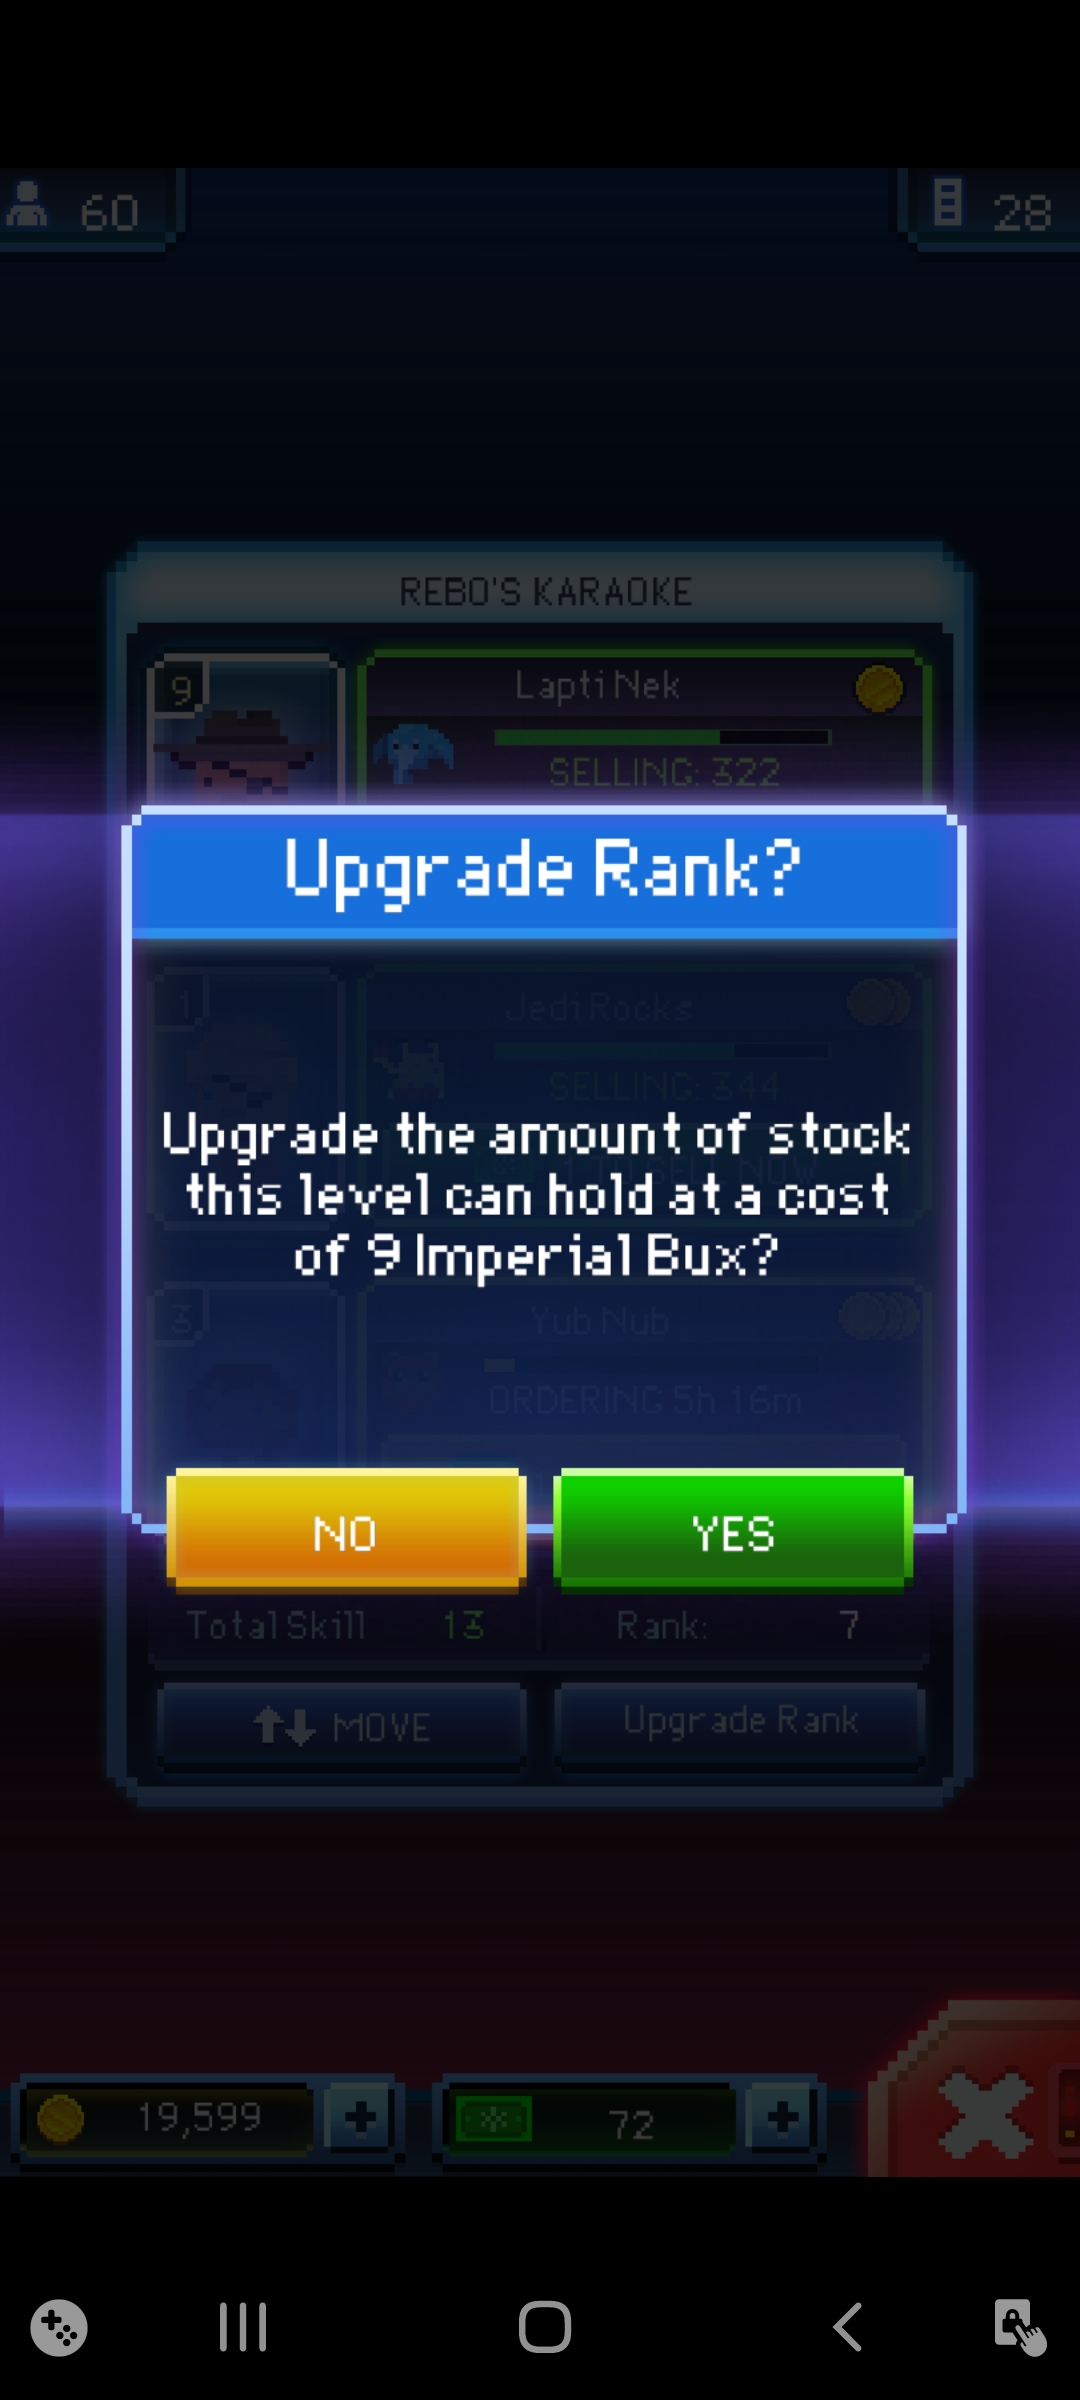 60
28
REBO'S KARAOKE
9
Lapti Nek
SELLING: 322
Upgrade Rank?
1
Jedi Rocks
SELLING: 344
Upgrade the amount of stock
this level can hold at a cost
of 9 Imperial Bux?
3
Yub Nub
ORDERING 5h 16m
NO
YES
Total Skill 13
Rank: 7
MOVE
Upgrade Rank
19,599
72